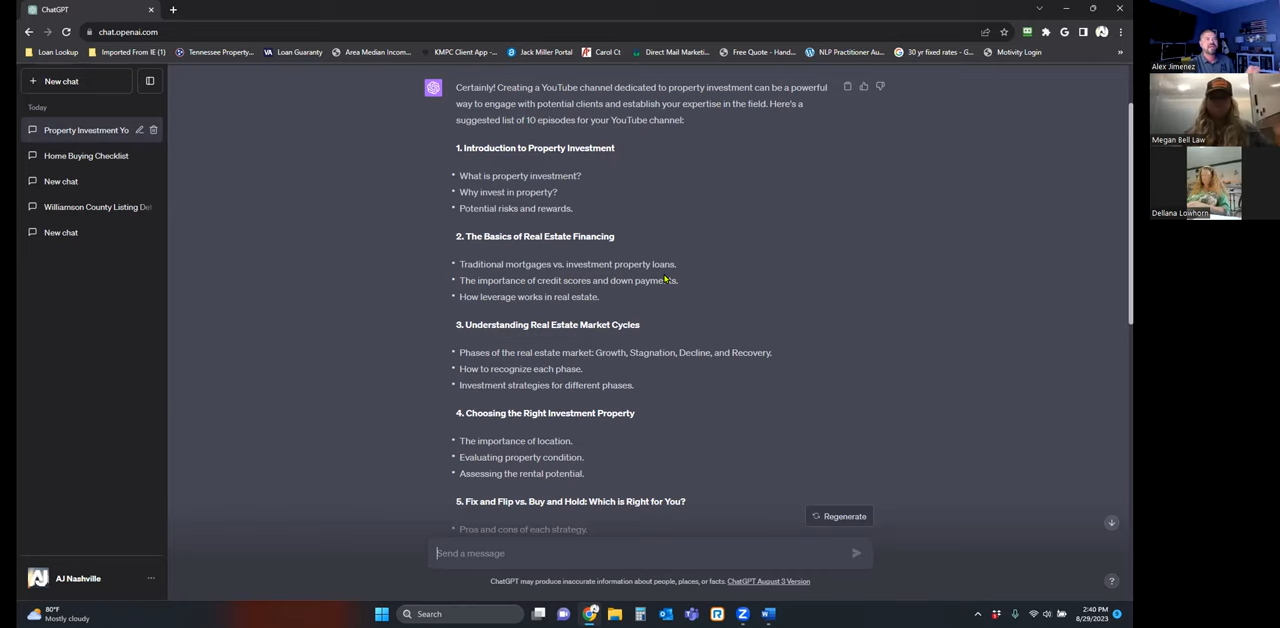 ChatGPT
chat.openai.com
Loan Lookup
Imported From IE (1)
Tennessee Property...
Loan Guaranty
Area Median Incom...
KMPC Client App -...
Jack Miller Portal
Carol Ct
Direct Mail Market...
Free Quote - Hand...
NLP Practitioner Au...
30 yr fixed rates - G...
Motivity Login
New chat
Today
Property Investment Yo
Home Buying Checklist
New chat
Williamson County Listing De
New chat
AJ Nashville
Certainly! Creating a YouTube channel dedicated to property investment can be a powerful
way to engage with potential clients and establish your expertise in the field. Here's a
suggested list of 10 episodes for your YouTube channel:
1. Introduction to Property Investment
• What is property investment?
• Why invest in property?
• Potential risks and rewards.
2. The Basics of Real Estate Financing
• Traditional mortgages vs. investment property loans.
• The importance of credit scores and down payments.
• How leverage works in real estate.
3. Understanding Real Estate Market Cycles
• Phases of the real estate market: Growth, Stagnation, Decline, and Recovery.
• How to recognize each phase.
• Investment strategies for different phases.
4. Choosing the Right Investment Property
• The importance of location.
• Evaluating property condition.
• Assessing the rental potential.
5. Fix and Flip vs. Buy and Hold: Which is Right for You?
• Pros and cons of each strategy.
Regenerate
Send a message
ChatGPT may produce inaccurate information about people, places, or facts. ChatGPT August 3 Version
?
Alex Jimenez
Megan Bell Law
Dellana Lowhorn
80°F
Mostly cloudy
Search
2:40 PM
8/29/2023